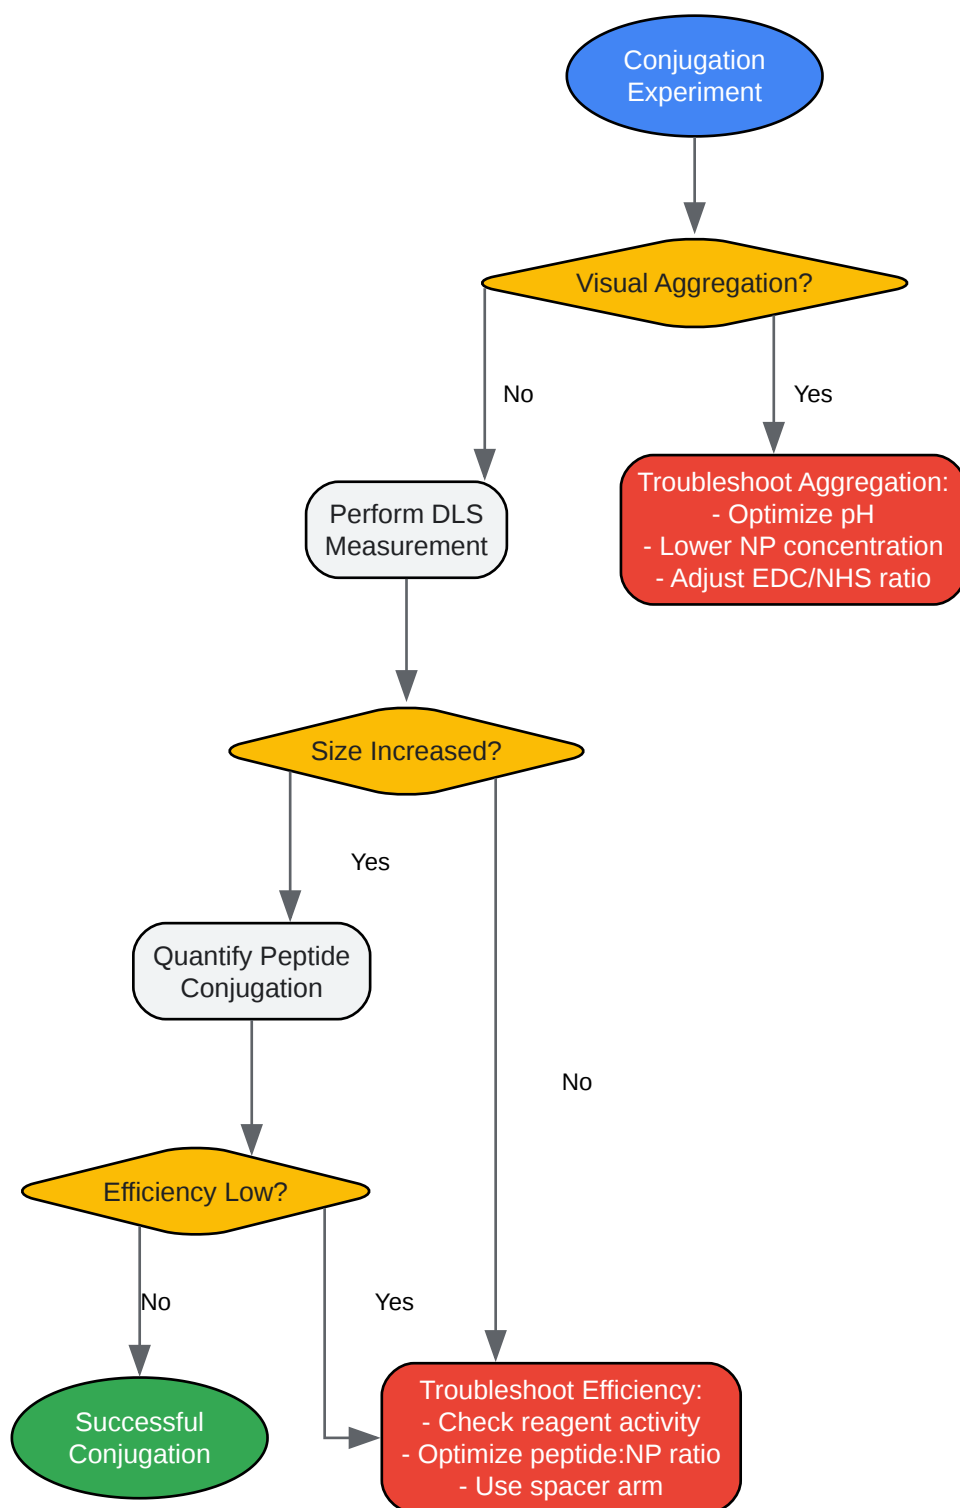 Conjugation
Experiment
Visual Aggregation?
No
Yes
Troubleshoot Aggregation:
- Optimize pH
- Lower NP concentration
- Adjust EDC/NHS ratio
Perform DLS
Measurement
Size Increased?
Yes
Quantify Peptide
Conjugation
No
Efficiency Low?
No
Yes
Successful
Conjugation
Troubleshoot Efficiency:
- Check reagent activity
- Optimize peptide:NP ratio
- Use spacer arm